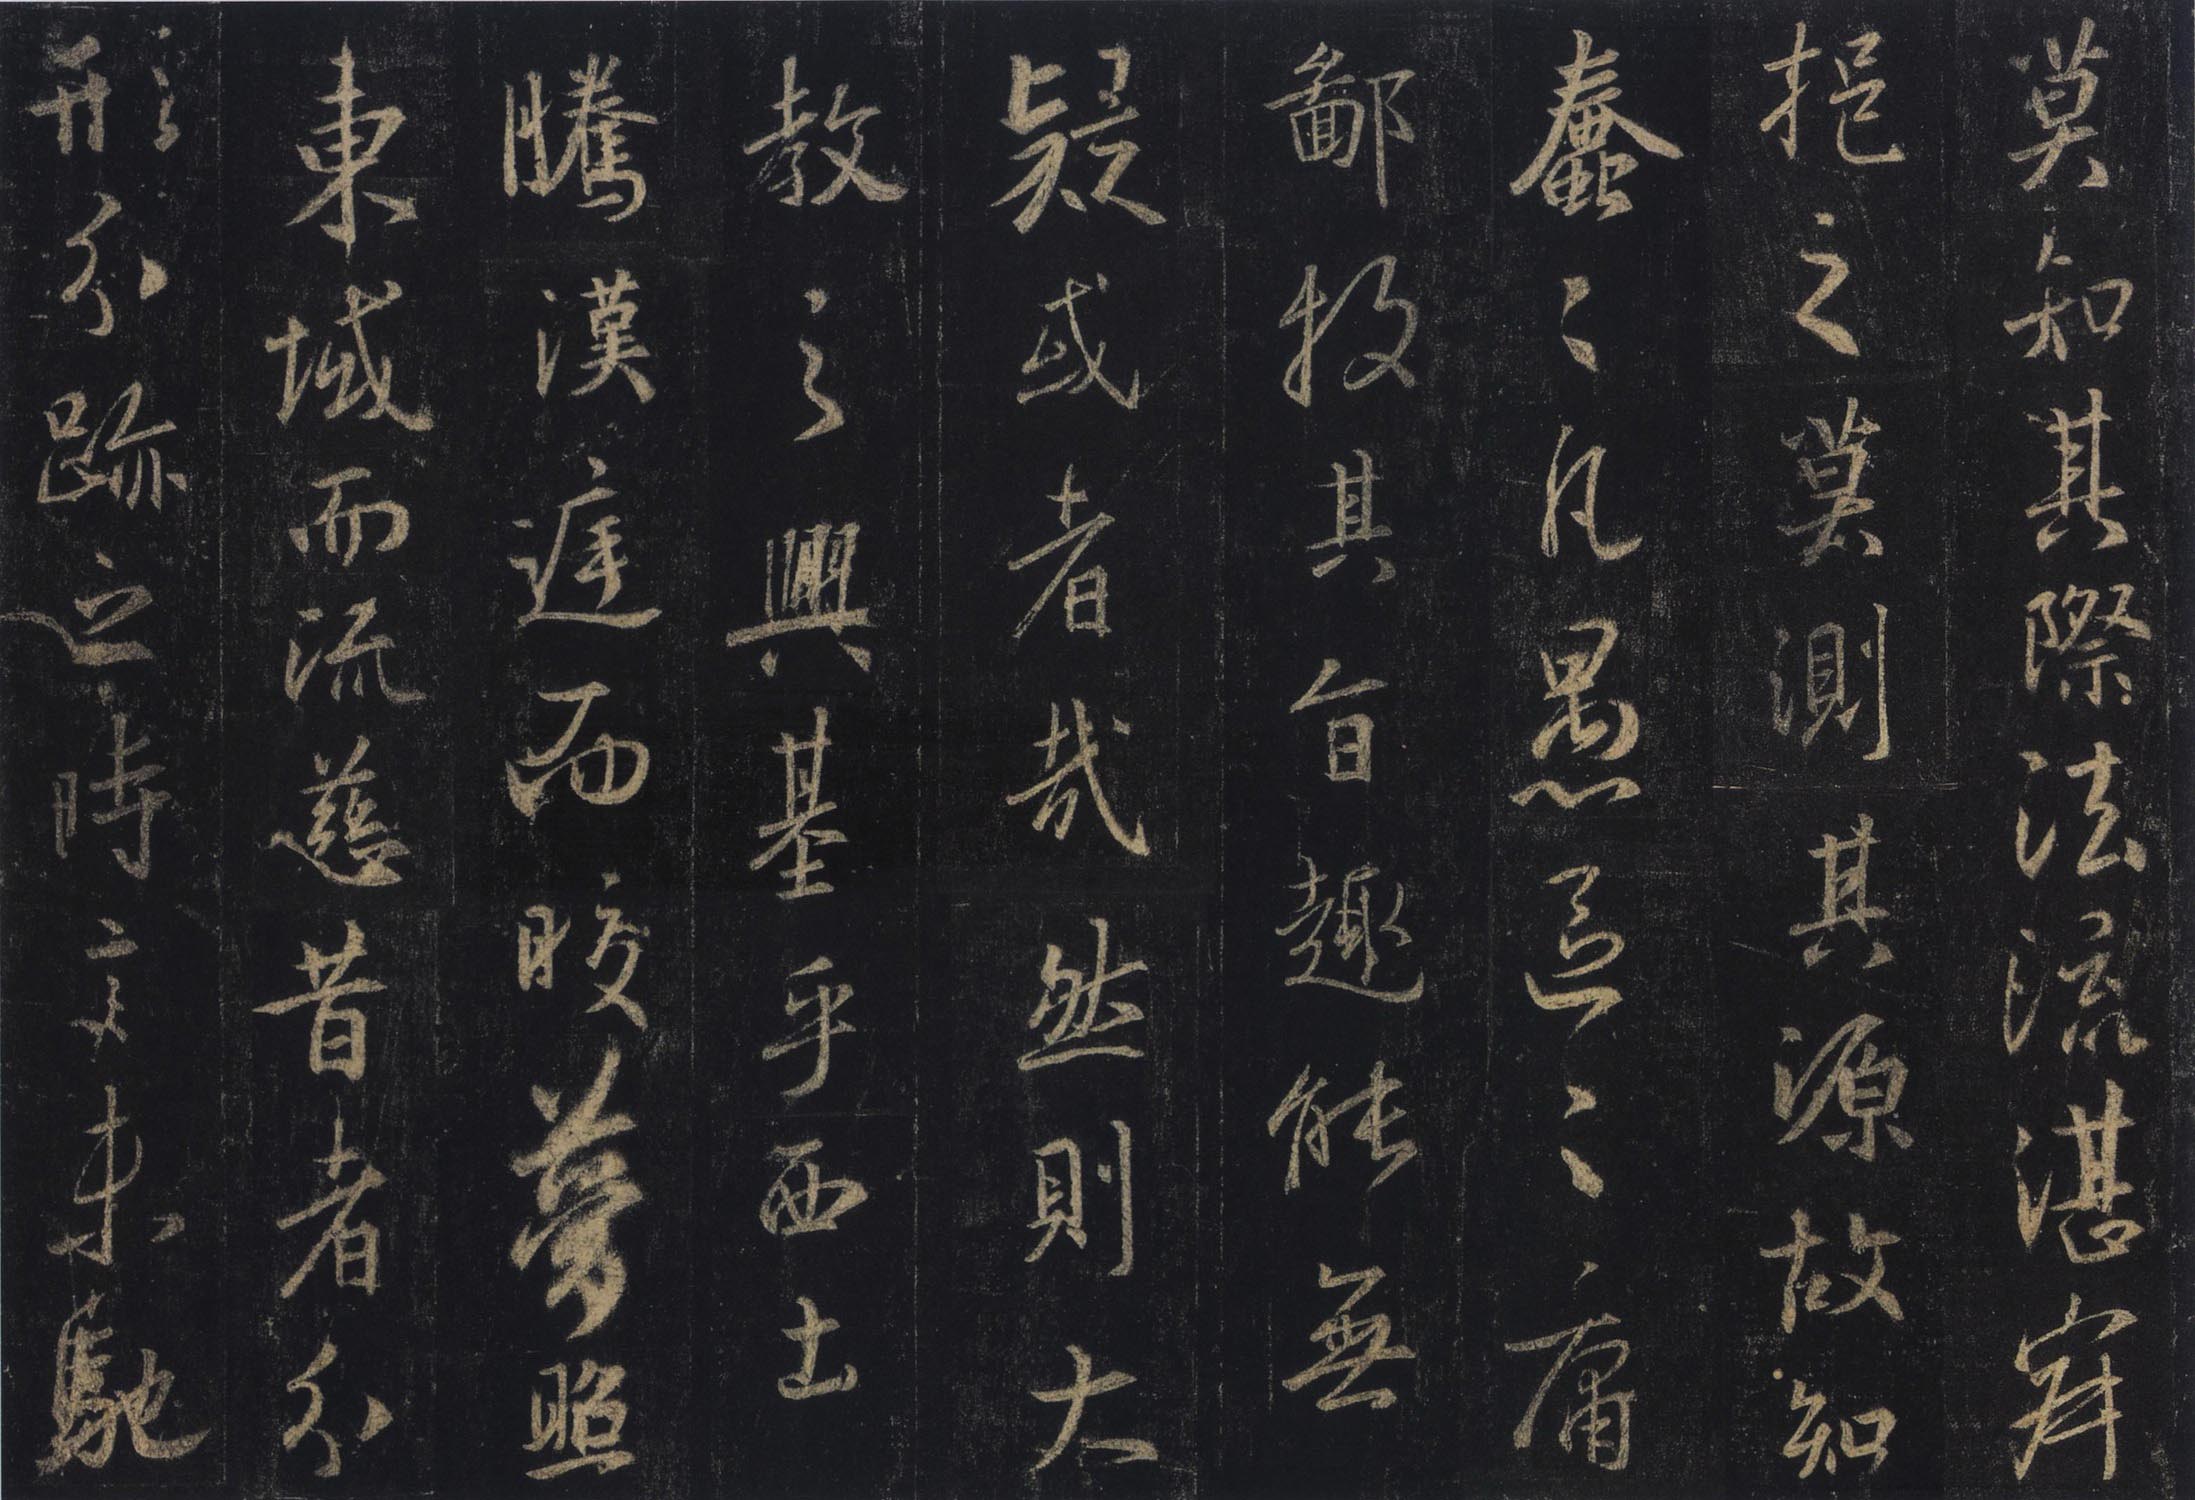 莫知其際法流湛寂
挹之莫測其源故知
蠢々凡愚區々庸
鄙投其旨趣能無
疑或者哉然則大
教之興基乎西土
騰漢庭而皎夢照
東域而流慈昔者分
形分跡之時言未馳